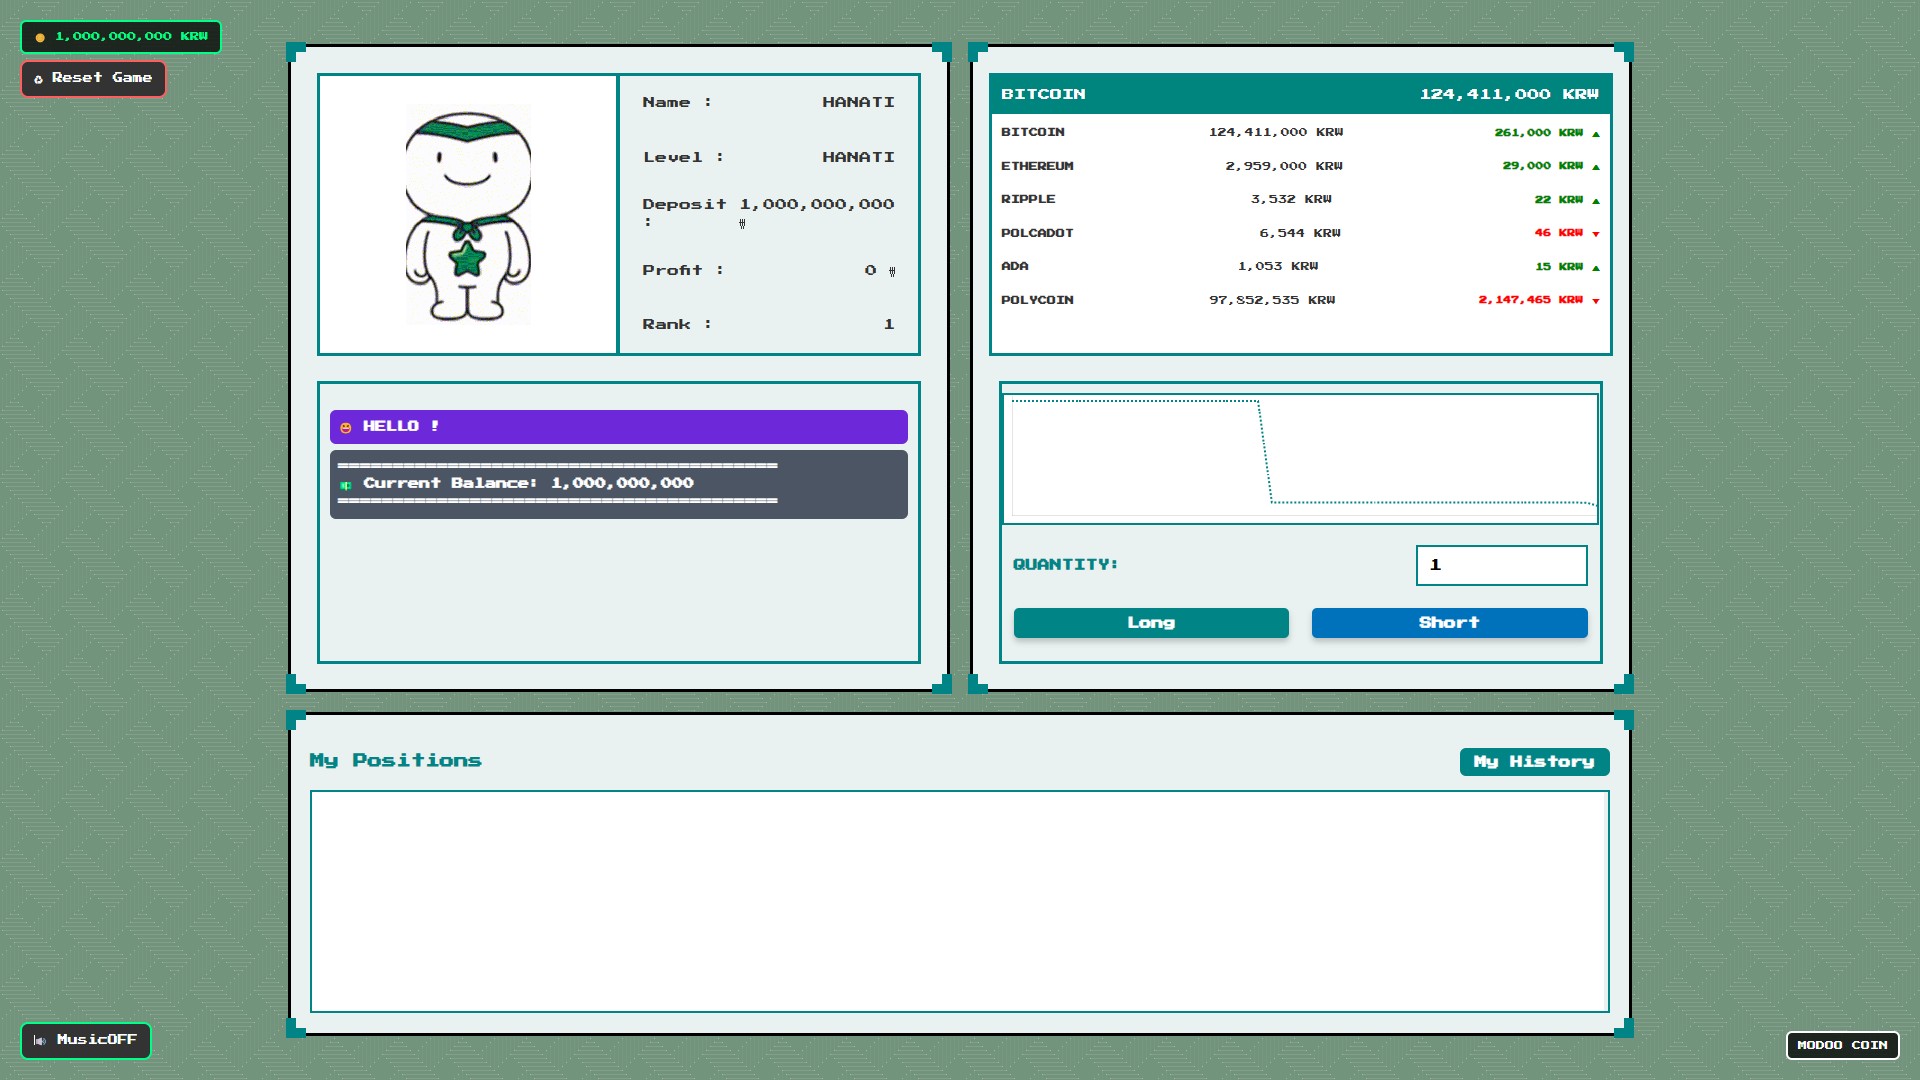 1,000,000,000 KRW
Reset Game
Name : HANATI
Level : HANATI
Deposit : 1,000,000,000 ₩
Profit : 0 ₩
Rank : 1
HELLO !
Current Balance: 1,000,000,000
BITCOIN 124,411,000 KRW
BITCOIN 124,411,000 KRW 261,000 KRW ▲
ETHEREUM 2,959,000 KRW 29,000 KRW ▲
RIPPLE 3,532 KRW 22 KRW ▲
POLCADOT 6,544 KRW 46 KRW ▼
ADA 1,053 KRW 15 KRW ▲
POLYCOIN 97,852,535 KRW 2,147,465 KRW ▼
QUANTITY: 1
Long Short
My Positions My History
MusicOFF
MODOO COIN